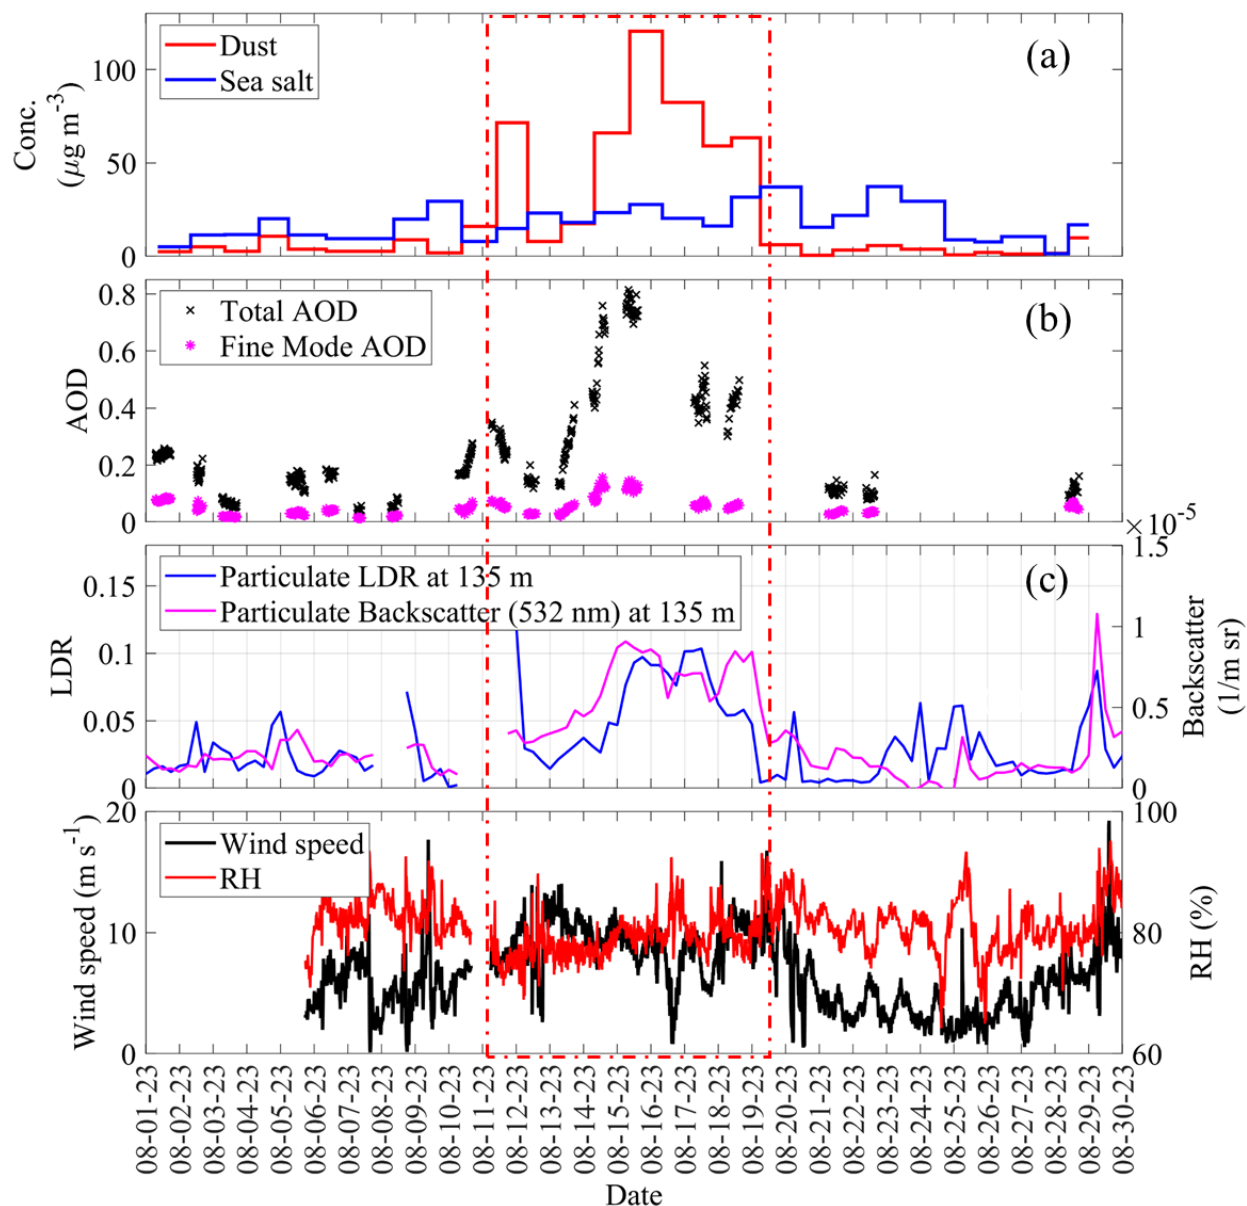 Dust
Sea salt
(a)
100
50
0
Conc.
(μg m-3)
Total AOD
Fine Mode AOD
(b)
0.8
0.6
0.4
0.2
0
AOD
×10-5
Particulate LDR at 135 m
Particulate Backscatter (532 nm) at 135 m
(c)
0.15
0.1
0.05
0
LDR
1.5
1
0.5
0
Backscatter
(1/m sr)
Wind speed
RH
20
10
0
Wind speed (m s-1)
100
80
60
RH (%)
08-01-23
08-02-23
08-03-23
08-04-23
08-05-23
08-06-23
08-07-23
08-08-23
08-09-23
08-10-23
08-11-23
08-12-23
08-13-23
08-14-23
08-15-23
08-16-23
08-17-23
08-18-23
08-19-23
08-20-23
08-21-23
08-22-23
08-23-23
08-24-23
08-25-23
08-26-23
08-27-23
08-28-23
08-29-23
08-30-23
Date